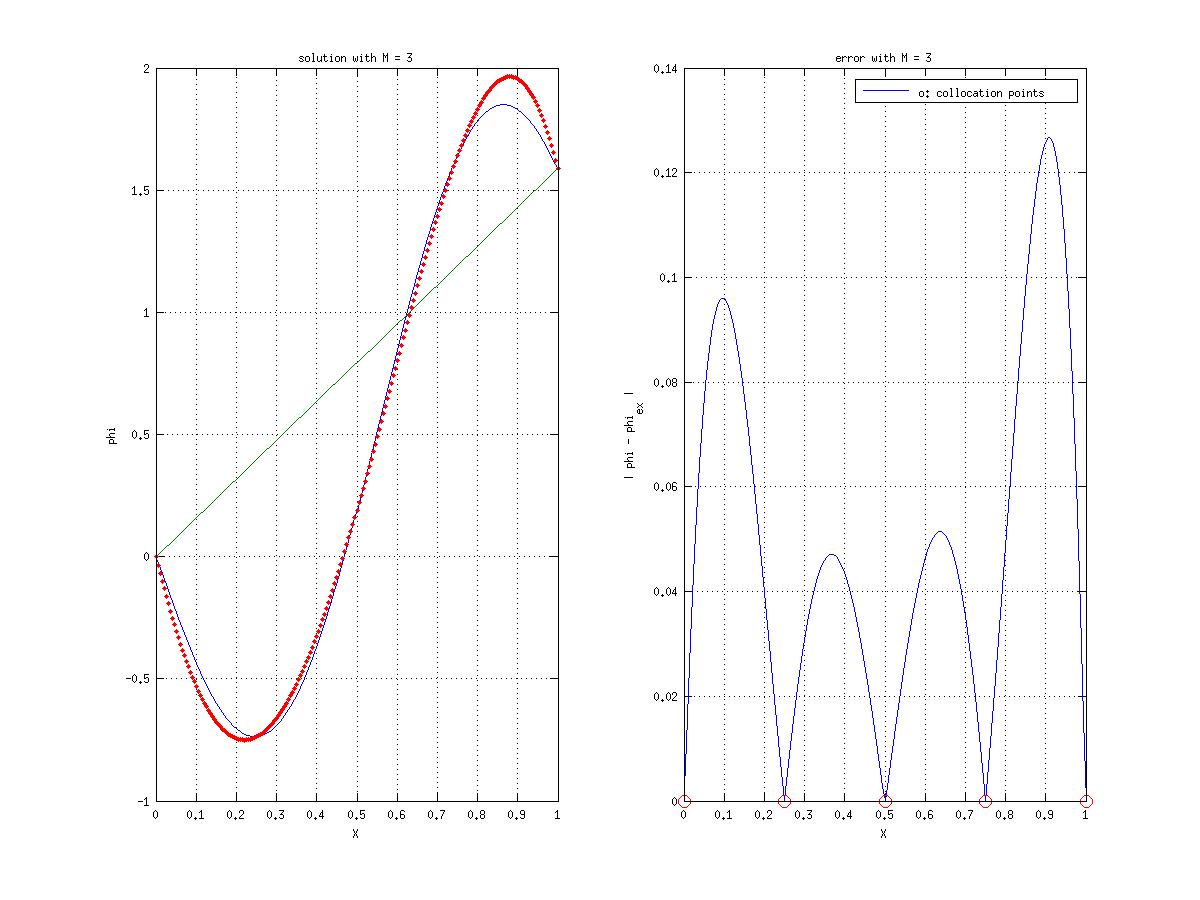 solution with M = 3
2
1.5
1
0.5
0
-0.5
-1
phi
0 0.1 0.2 0.3 0.4 0.5 0.6 0.7 0.8 0.9 1
X
error with M = 3
o: collocation points
0.14
0.12
0.1
0.08
0.06
0.04
0.02
0
| phi - phi ex |
0 0.1 0.2 0.3 0.4 0.5 0.6 0.7 0.8 0.9 1
X